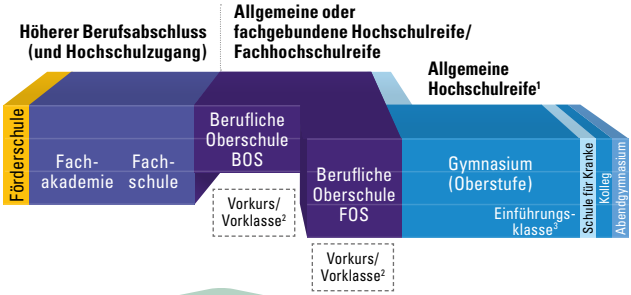 Höherer Berufsabschluss
(und Hochschulzugang)
Allgemeine oder
fachgebundene Hochschulreife/
Fachhochschulreife
Allgemeine
Hochschulreife¹
Förderschule
Fach-
akademie
Fach-
schule
Berufliche
Oberschule
BOS
Vorkurs/
Vorklasse²
Berufliche
Oberschule
FOS
Vorkurs/
Vorklasse²
Gymnasium
(Oberstufe)
Einführungs-
klasse³
Schule für Kranke
Kolleg
Abendgymnasium